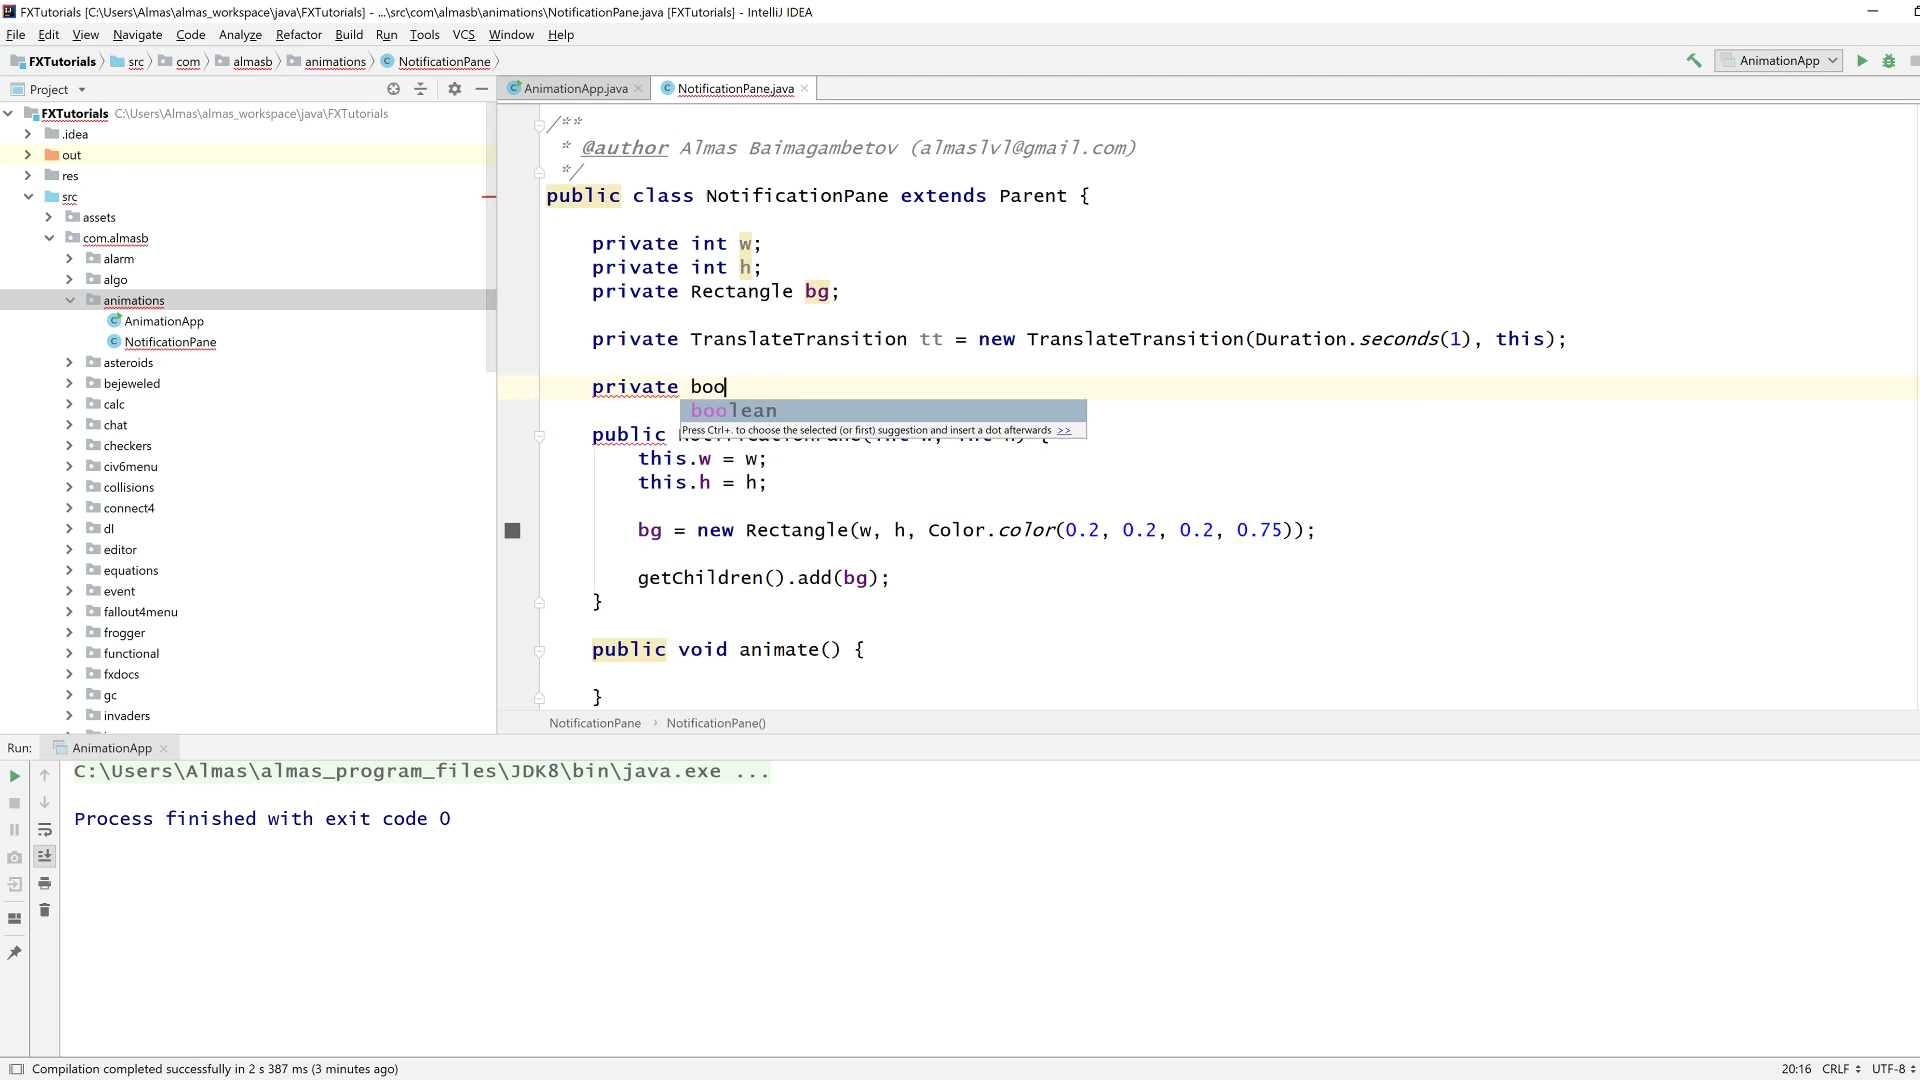 FXTutorials [C:\Users\Almas\almas_workspace\java\FXTutorials] - ...\src\com\almasb\animations\NotificationPane.java [FXTutorials] - IntelliJ IDEA
File Edit View Navigate Code Analyze Refactor Build Run Tools VCS Window Help
FXTutorials src com almasb animations NotificationPane AnimationApp
Project AnimationApp.java NotificationPane.java
FXTutorials C:\Users\Almas\almas_workspace\java\FXTutorials
.idea
out
res
src
assets
com.almasb
alarm
algo
animations
AnimationApp
NotificationPane
asteroids
bejeweled
calc
chat
checkers
civ6menu
collisions
connect4
dl
editor
equations
event
fallout4menu
frogger
functional
fxdocs
gc
invaders
/**
* @author Almas Baimagambetov (almaslvl@gmail.com)
*/
public class NotificationPane extends Parent {
private int w;
private int h;
private Rectangle bg;
private TranslateTransition tt = new TranslateTransition(Duration.seconds(1), this);
private boo
boolean
Press Ctrl+. to choose the selected (or first) suggestion and insert a dot afterwards >>
public
this.w = w;
this.h = h;
bg = new Rectangle(w, h, Color.color(0.2, 0.2, 0.2, 0.75));
getChildren().add(bg);
}
public void animate() {
}
NotificationPane NotificationPane()
Run: AnimationApp
C:\Users\Almas\almas_program_files\JDK8\bin\java.exe ...
Process finished with exit code 0
Compilation completed successfully in 2 s 387 ms (3 minutes ago) 20:16 CRLF UTF-8